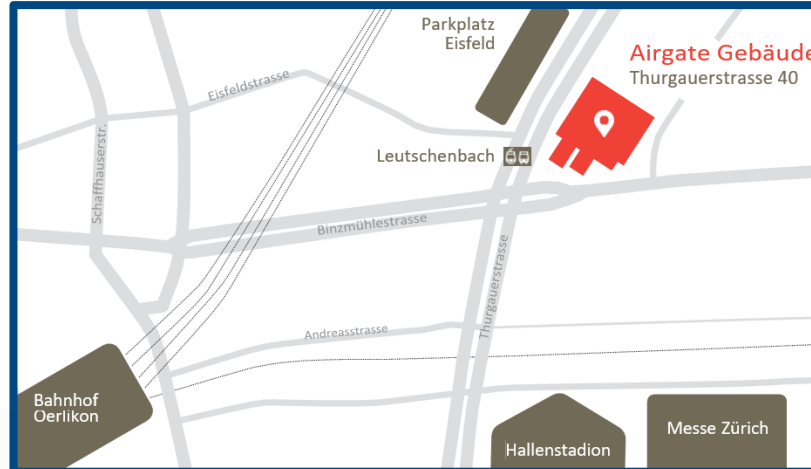 Parkplatz
Eisfeld
Airgate Gebäude
Thurgauerstrasse 40
Eisfeldstrasse
Schaffhauserstr.
Leutschenbach
Binzmühlestrasse
Thurgauerstrasse
Andreasstrasse
Bahnhof
Oerlikon
Hallenstadion
Messe Zürich